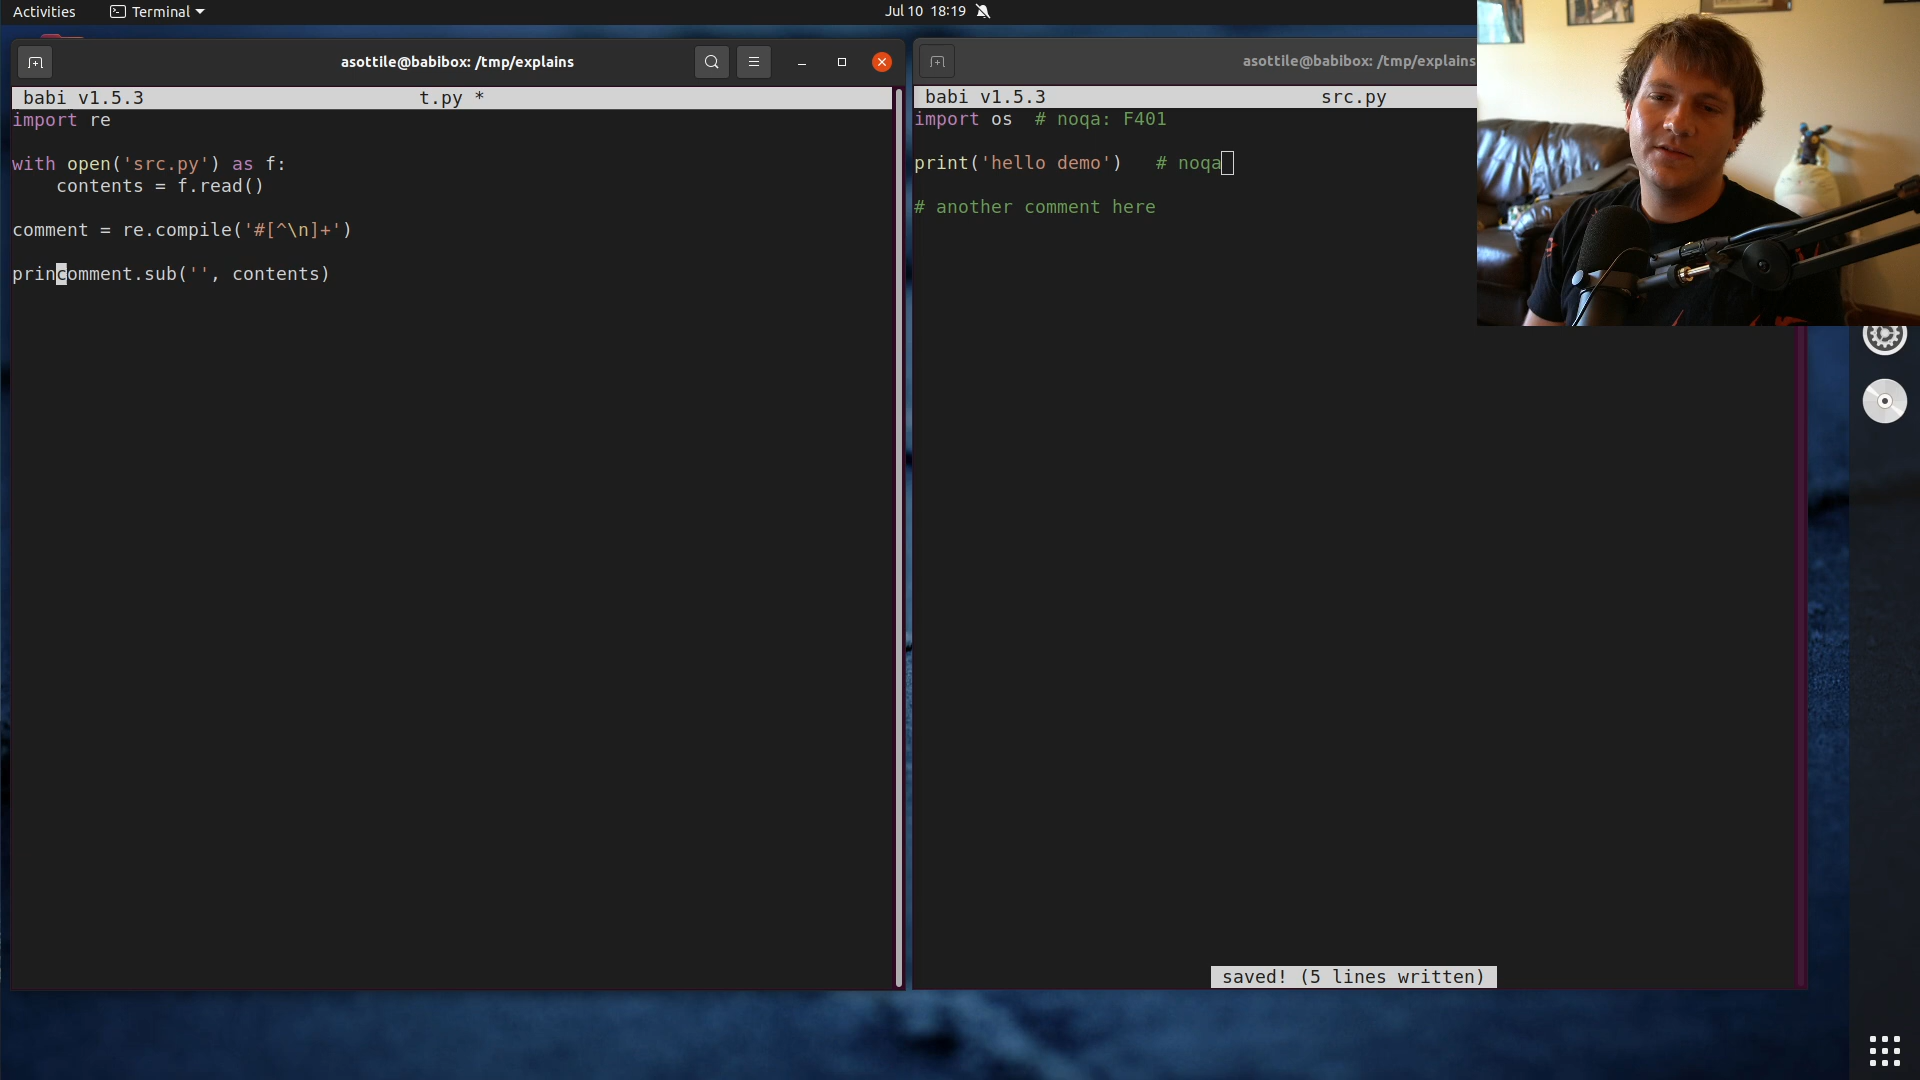 Activities
Terminal
Jul 10 18:19
asottile@babibox: /tmp/explains
babi v1.5.3 t.py *
import re
with open('src.py') as f:
    contents = f.read()
comment = re.compile('#[^\n]+')
princomment.sub('', contents)
asottile@babibox: /tmp/explains
babi v1.5.3 src.py
import os  # noqa: F401
print('hello demo')   # noqa
# another comment here
saved! (5 lines written)